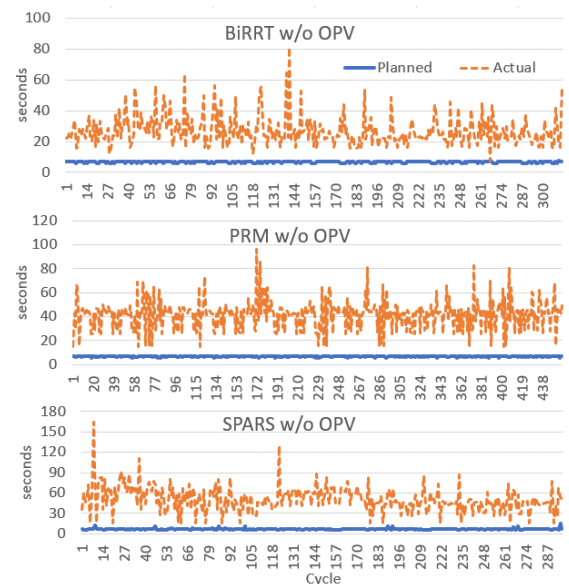 BiRRT w/o OPV
Planned Actual
seconds
100
80
60
40
20
0
1 14 27 40 53 66 79 92 105 118 131 144 157 170 183 196 209 222 235 248 261 274 287 300
PRM w/o OPV
seconds
120
100
80
60
40
20
0
1 20 39 58 77 96 115 134 153 172 191 210 229 248 267 286 305 324 343 362 381 400 419 438
SPARS w/o OPV
seconds
180
150
120
90
60
30
0
1 14 27 40 53 66 79 92 105 118 131 144 157 170 183 196 209 222 235 248 261 274 287
Cycle